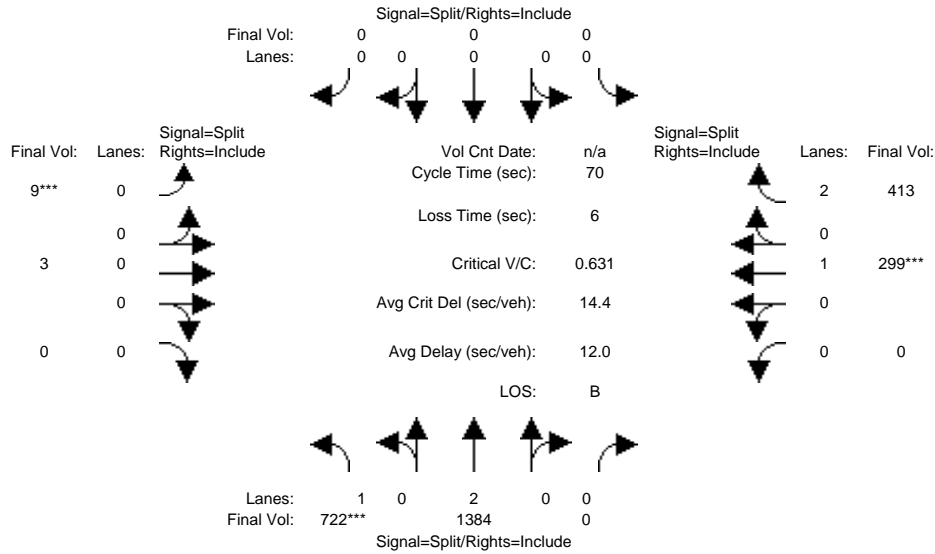 Signal=Split/Rights=Include
Final Vol: 0 0 0
Lanes: 0 0 0 0 0
Signal=Split
Final Vol: Lanes: Rights=Include
Vol Cnt Date: n/a
Signal=Split
Rights=Include Lanes: Final Vol:
Cycle Time (sec): 70
9*** 0
2 413
Loss Time (sec): 6
0
0
3 0
Critical V/C: 0.631
1 299***
0
Avg Crit Del (sec/veh): 14.4
0
0 0
Avg Delay (sec/veh): 12.0
0 0
LOS: B
Lanes: 1 0 2 0 0
Final Vol: 722*** 1384 0
Signal=Split/Rights=Include